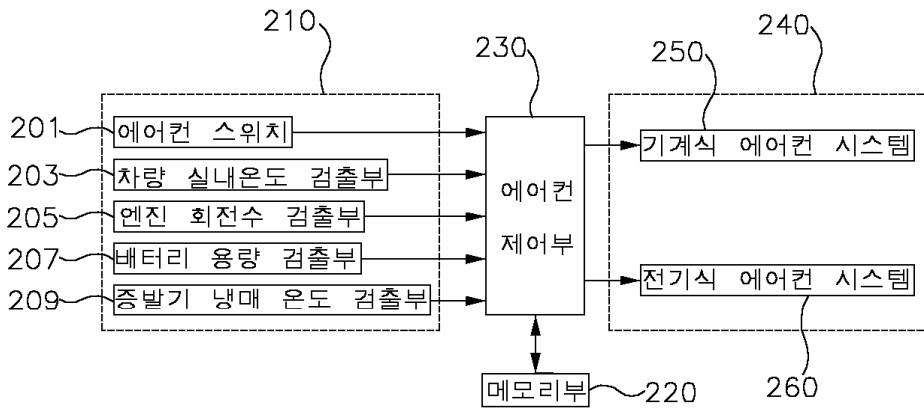 210
230
240
250
201
에어컨 스위치
기계식 에어컨 시스템
203
차량 실내온도 검출부
에어컨
제어부
205
엔진 회전수 검출부
207
배터리 용량 검출부
전기식 에어컨 시스템
209
증발기 냉매 온도 검출부
메모리부
220
260